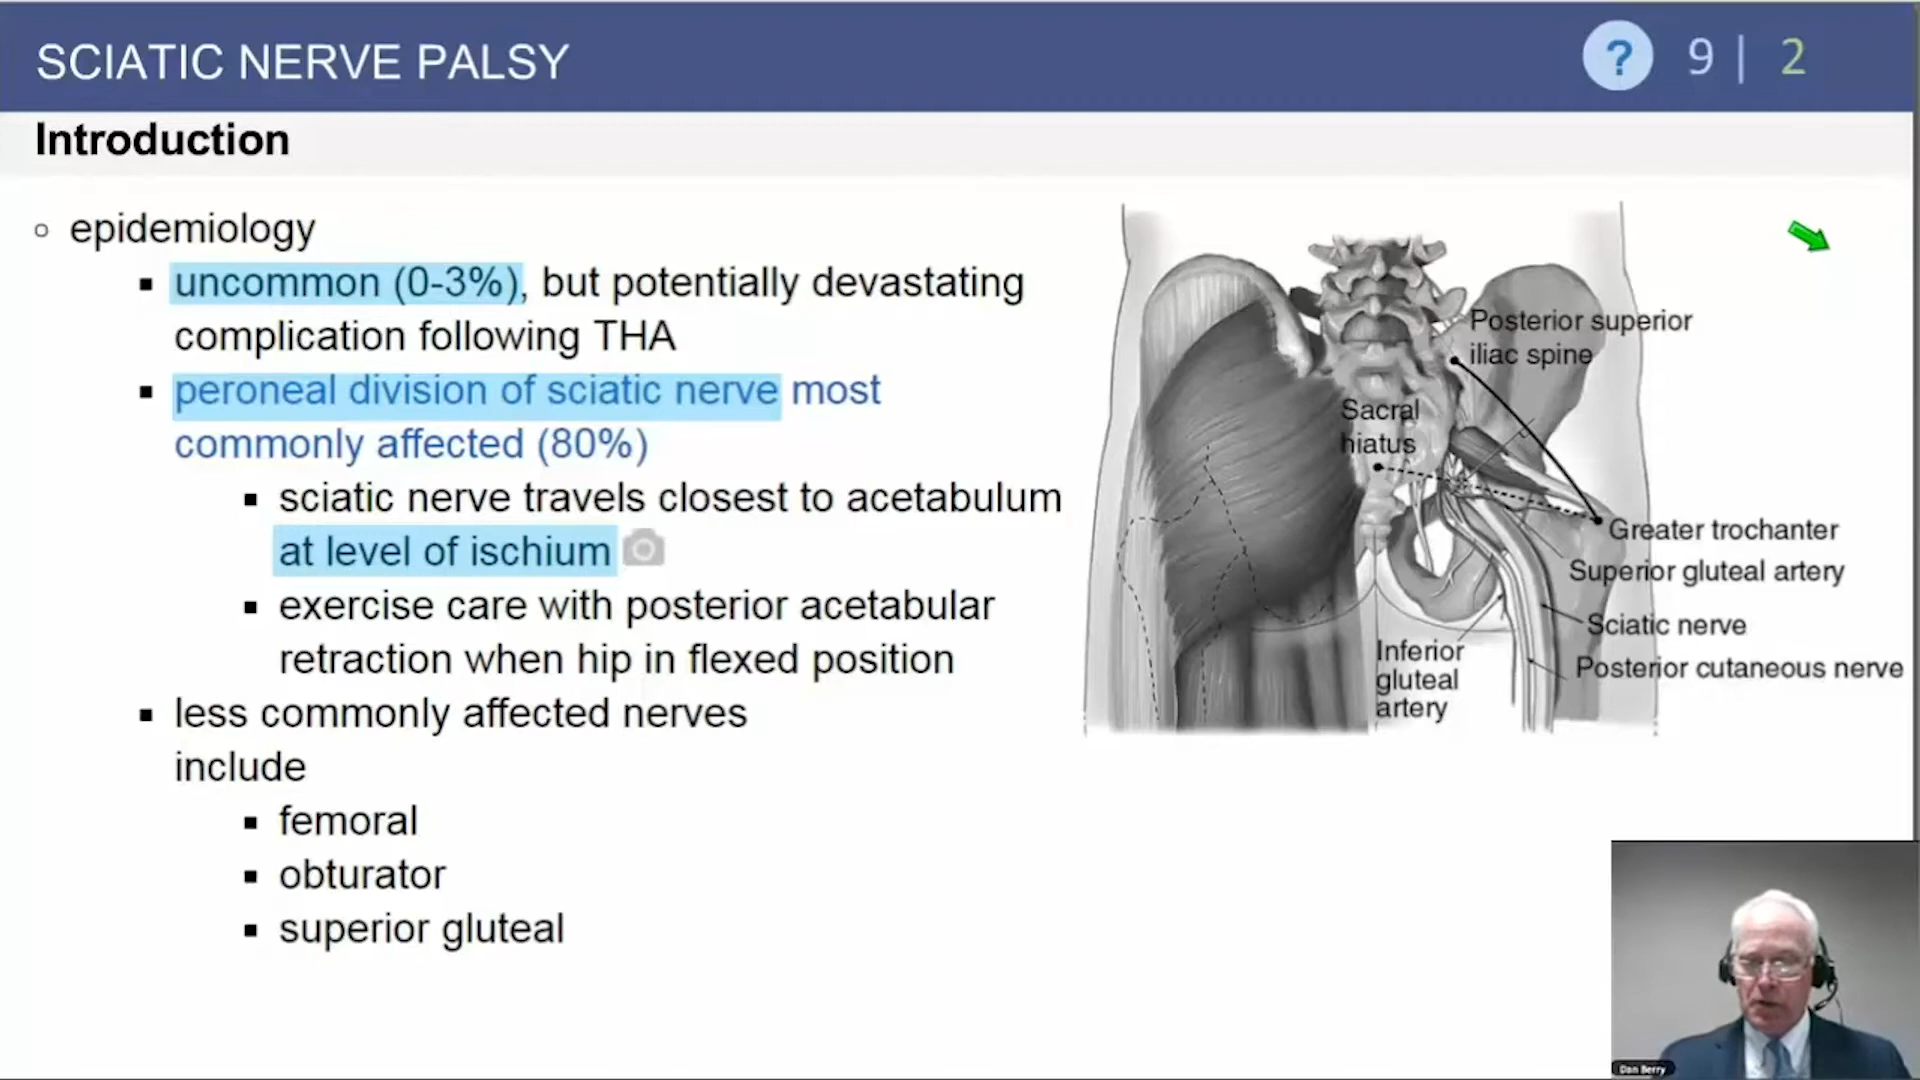 SCIATIC NERVE PALSY
? 9 | 2
Introduction
epidemiology
uncommon (0-3%), but potentially devastating
complication following THA
peroneal division of sciatic nerve most
commonly affected (80%)
sciatic nerve travels closest to acetabulum
at level of ischium
exercise care with posterior acetabular
retraction when hip in flexed position
less commonly affected nerves
include
femoral
obturator
superior gluteal
Posterior superior
iliac spine
Sacral
hiatus
Greater trochanter
Superior gluteal artery
Sciatic nerve
Posterior cutaneous nerve
Inferior
gluteal
artery
Dan Berry